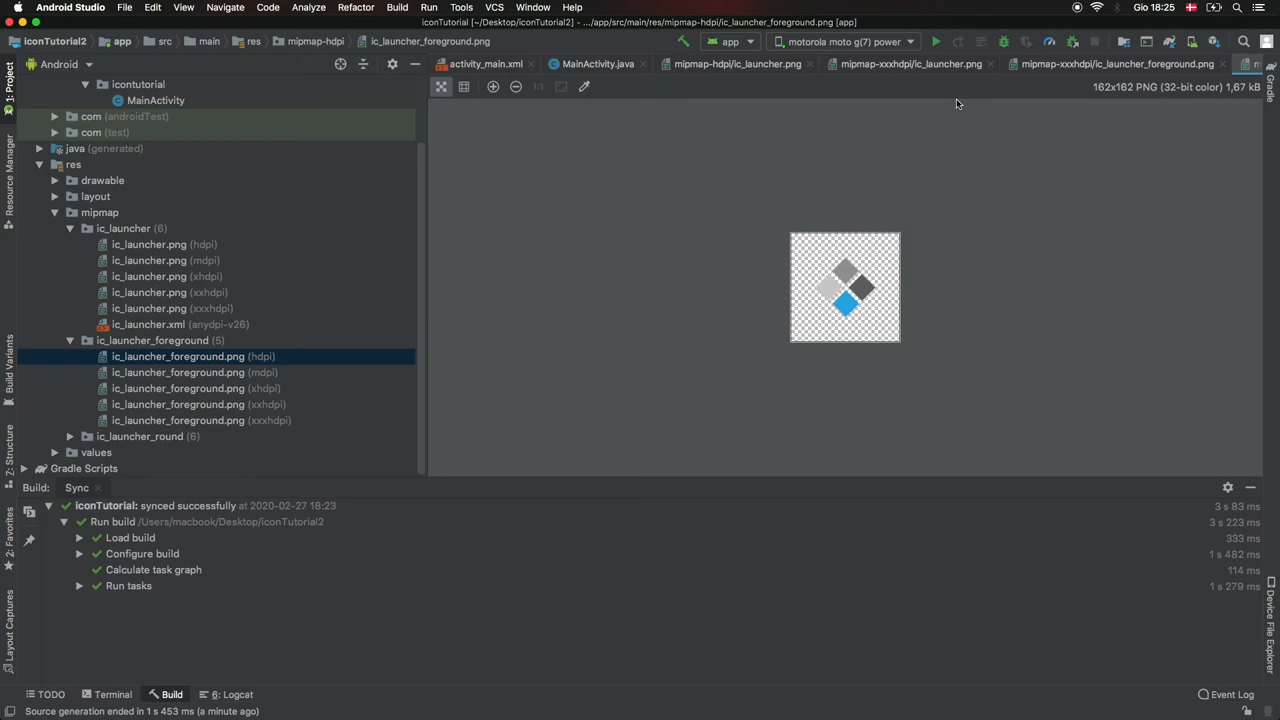 Android Studio File Edit View Navigate Code Analyze Refactor Build Run Tools VCS Window Help Gio 18:25
iconTutorial2 [~/Desktop/iconTutorial2] - .../app/src/main/res/mipmap-hdpi/ic_launcher_foreground.png [app]
iconTutorial2 app src main res mipmap-hdpi ic_launcher_foreground.png app motorola moto g(7) power
Android activity_main.xml MainActivity.java mipmap-hdpi/ic_launcher.png mipmap-xxhdpi/ic_launcher.png mipmap-xxxhdpi/ic_launcher_foreground.png m
162x162 PNG (32-bit color) 1,67 kB
1: Project
Resource Manager
Build Variants
7: Structure
2: Favorites
Layout Captures
Gradle
Device File Explorer
icontutorial
MainActivity
com (androidTest)
com (test)
java (generated)
res
drawable
layout
mipmap
ic_launcher (6)
ic_launcher.png (hdpi)
ic_launcher.png (mdpi)
ic_launcher.png (xhdpi)
ic_launcher.png (xxhdpi)
ic_launcher.png (xxxhdpi)
ic_launcher.xml (anydpi-v26)
ic_launcher_foreground (5)
ic_launcher_foreground.png (hdpi)
ic_launcher_foreground.png (mdpi)
ic_launcher_foreground.png (xhdpi)
ic_launcher_foreground.png (xxhdpi)
ic_launcher_foreground.png (xxxhdpi)
ic_launcher_round (6)
values
Gradle Scripts
Build: Sync
iconTutorial: synced successfully at 2020-02-27 18:23 3 s 83 ms
Run build /Users/macbook/Desktop/iconTutorial2 3 s 223 ms
Load build 333 ms
Configure build 1 s 482 ms
Calculate task graph 114 ms
Run tasks 1 s 279 ms
TODO Terminal Build 6: Logcat Event Log
Source generation ended in 1 s 453 ms (a minute ago)